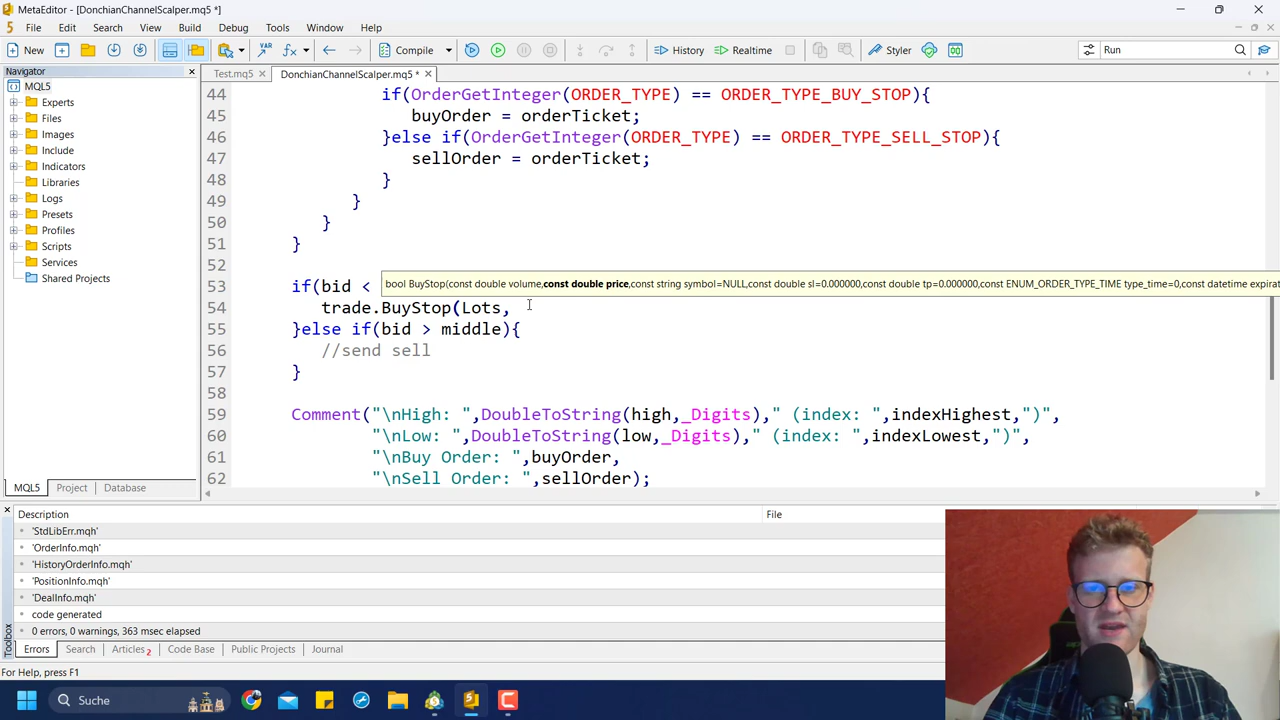 MetaEditor - [DonchianChannelScalper.mq5 *]
File Edit Search View Build Debug Tools Window Help
New Compile History Realtime Styler Run
Navigator
Test.mq5 DonchianChannelScalper.mq5 *
MQL5
Experts
Files
Images
Include
Indicators
Libraries
Logs
Presets
Profiles
Scripts
Services
Shared Projects
MQL5 Project Database
44 if(OrderGetInteger(ORDER_TYPE) == ORDER_TYPE_BUY_STOP){
45 buyOrder = orderTicket;
46 }else if(OrderGetInteger(ORDER_TYPE) == ORDER_TYPE_SELL_STOP){
47 sellOrder = orderTicket;
48 }
49 }
50 }
51 }
52
bool BuyStop(const double volume,const double price,const string symbol=NULL,const double sl=0.000000,const double tp=0.000000,const ENUM_ORDER_TYPE_TIME type_time=0,const datetime expirat
53 if(bid <
54 trade.BuyStop(Lots,
55 }else if(bid > middle){
56 //send sell
57 }
58
59 Comment("\nHigh: ",DoubleToString(high,_Digits)," (index: ",indexHighest,")",
60 "\nLow: ",DoubleToString(low,_Digits)," (index: ",indexLowest,")",
61 "\nBuy Order: ",buyOrder,
62 "\nSell Order: ",sellOrder);
Description File
'StdLibErr.mqh'
'OrderInfo.mqh'
'HistoryOrderInfo.mqh'
'PositionInfo.mqh'
'DealInfo.mqh'
code generated
0 errors, 0 warnings, 363 msec elapsed
Toolbox
Errors Search Articles 2 Code Base Public Projects Journal
For Help, press F1
Suche